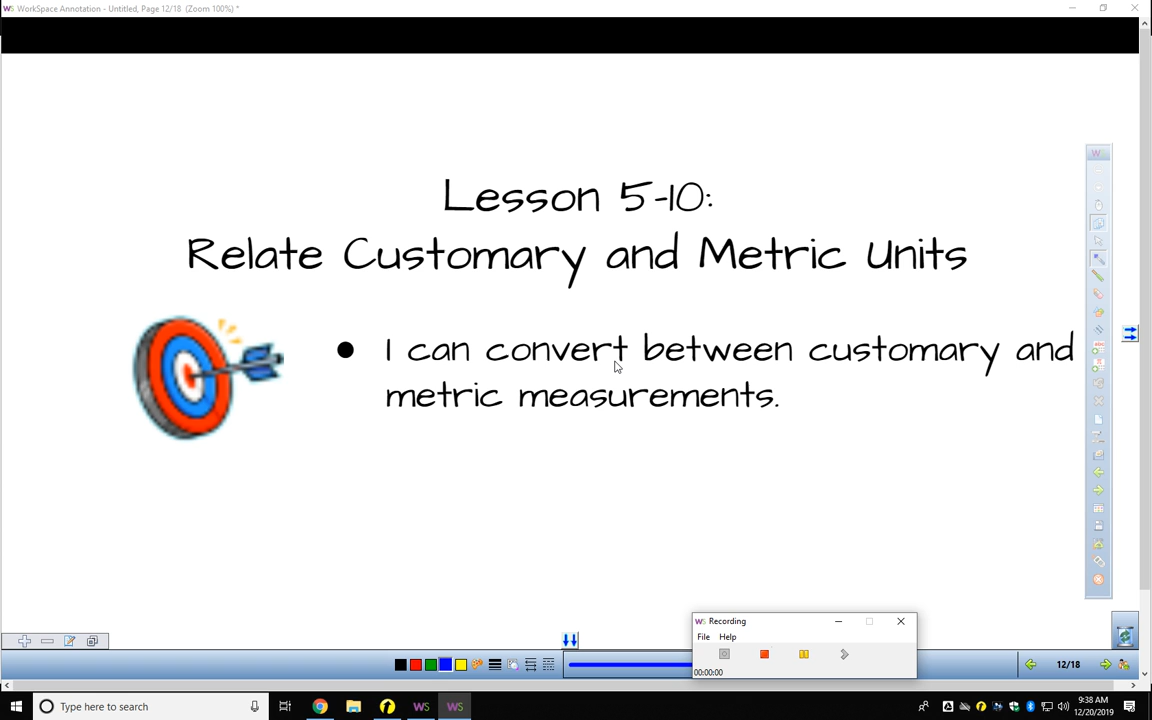 WorkSpace Annotation - Untitled, Page 12/18 (Zoom 100%) *
Lesson 5-10:
Relate Customary and Metric Units
● I can convert between customary and
metric measurements.
Recording
File Help
00:00:00
12/18
Type here to search
9:38 AM
12/20/2019